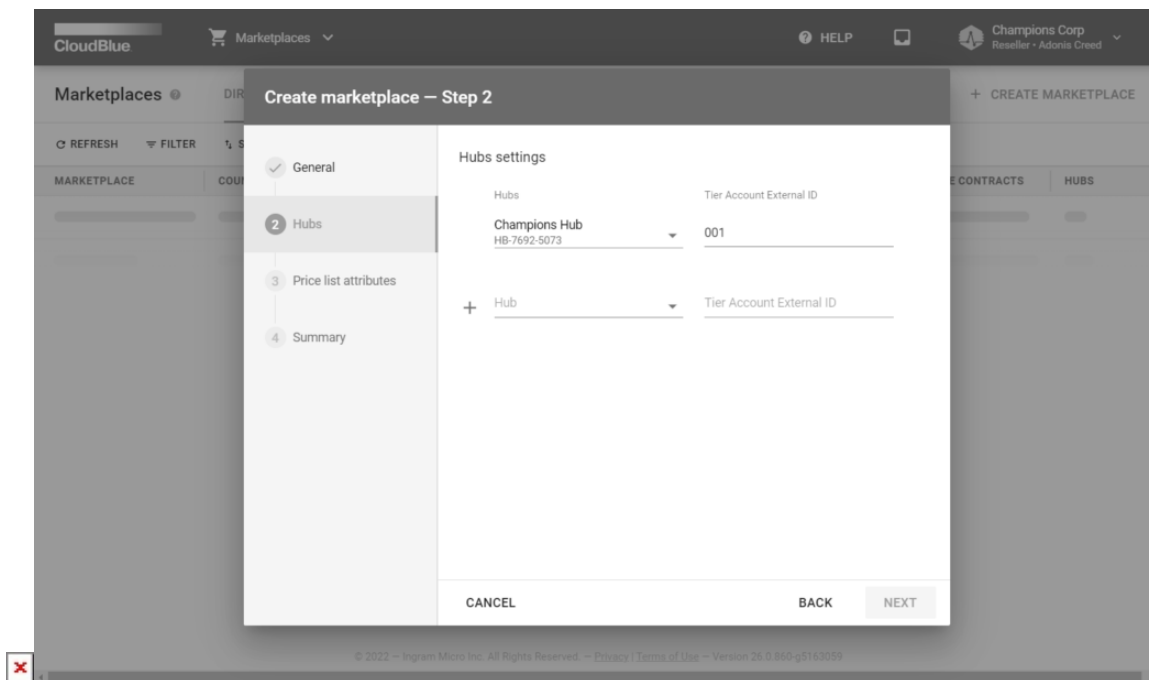 CloudBlue
Marketplaces
HELP
Champions Corp
Reseller • Adonis Creed
Marketplaces
DIR
Create marketplace — Step 2
+ CREATE MARKETPLACE
REFRESH
FILTER
S
MARKETPLACE
COU
E CONTRACTS
HUBS
General
2 Hubs
3 Price list attributes
4 Summary
Hubs settings
Hubs
Tier Account External ID
Champions Hub
HB-7692-5073
001
+ Hub
Tier Account External ID
CANCEL
BACK
NEXT
© 2022 — Ingram Micro Inc. All Rights Reserved. — Privacy | Terms of Use — Version 26.0.860-g5163059